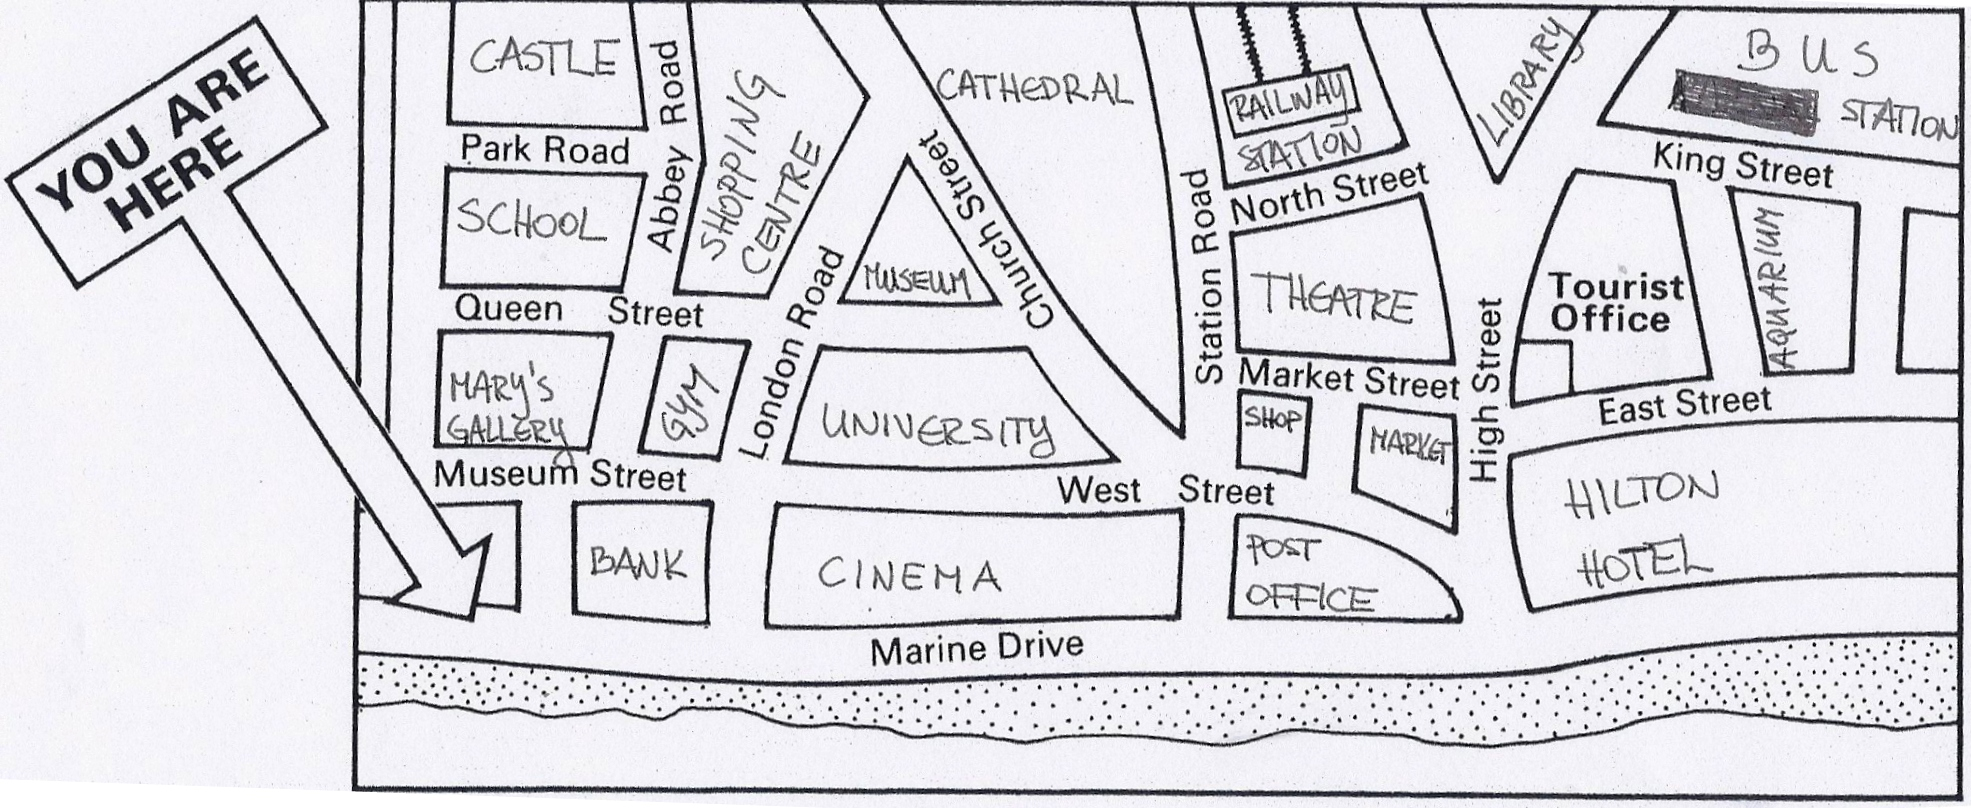 YOU ARE
HERE
CASTLE
Park Road
SCHOOL
Queen Street
MARY'S
GALLERY
Museum Street
BANK
Abbey Road
SHOPPING
CENTRE
GYM
London Road
MUSEUM
UNIVERSITY
CINEMA
Marine Drive
Church Street
CATHEDRAL
West Street
Station Road
RAILWAY
STATION
North Street
THEATRE
Market Street
SHOP
MARKET
POST
OFFICE
High Street
LIBRARY
BUS
STATION
King Street
Tourist
Office
AQUARIUM
East Street
HILTON
HOTEL